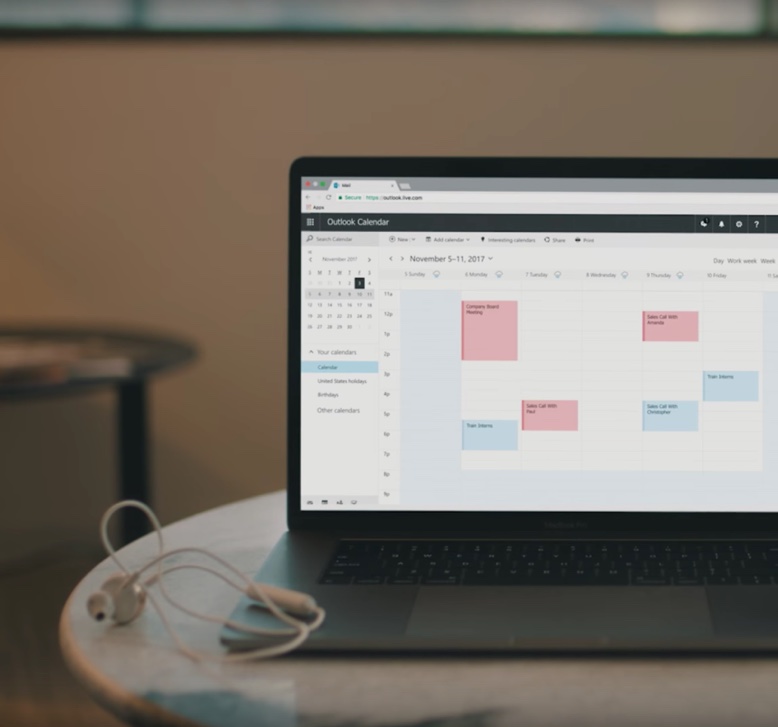 Mail
Secure https://outlook.live.com
Apps
Outlook Calendar
?
Search Calendar
New
Add calendar
Interesting calendars
Share
Print
November 2017
November 5–11, 2017
Day Work week Week
S M T W T F S
1 2 3 4
5 6 7 8 9 10 11
12 13 14 15 16 17 18
19 20 21 22 23 24 25
26 27 28 29 30
5 Sunday
6 Monday
7 Tuesday
8 Wednesday
9 Thursday
10 Friday
11 Sa
Your calendars
Calendar
United States holidays
Birthdays
Other calendars
11a
12p
1p
2p
3p
4p
5p
6p
7p
8p
9p
Company Board
Meeting
Sales Call With
Amanda
Train Interns
Sales Call With
Paul
Sales Call With
Christopher
Train Interns
MacBook Pro